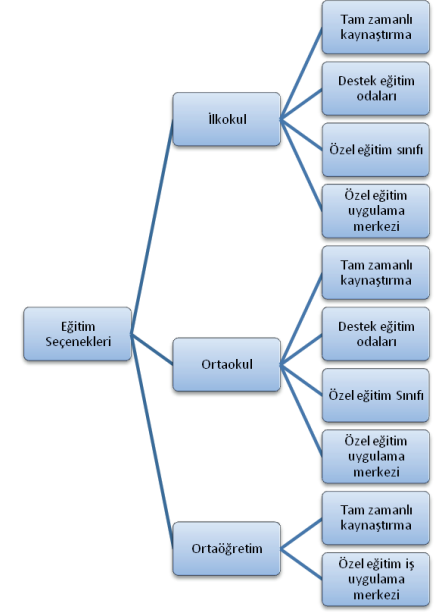 Eğitim
Seçenekleri
İlkokul
Tam zamanlı
kaynaştırma
Destek eğitim
odaları
Özel eğitim sınıfı
Özel eğitim
uygulama
merkezi
Ortaokul
Tam zamanlı
kaynaştırma
Destek eğitim
odaları
Özel eğitim Sınıfı
Özel eğitim
uygulama
merkezi
Ortaöğretim
Tam zamanlı
kaynaştırma
Özel eğitim iş
uygulama
merkezi